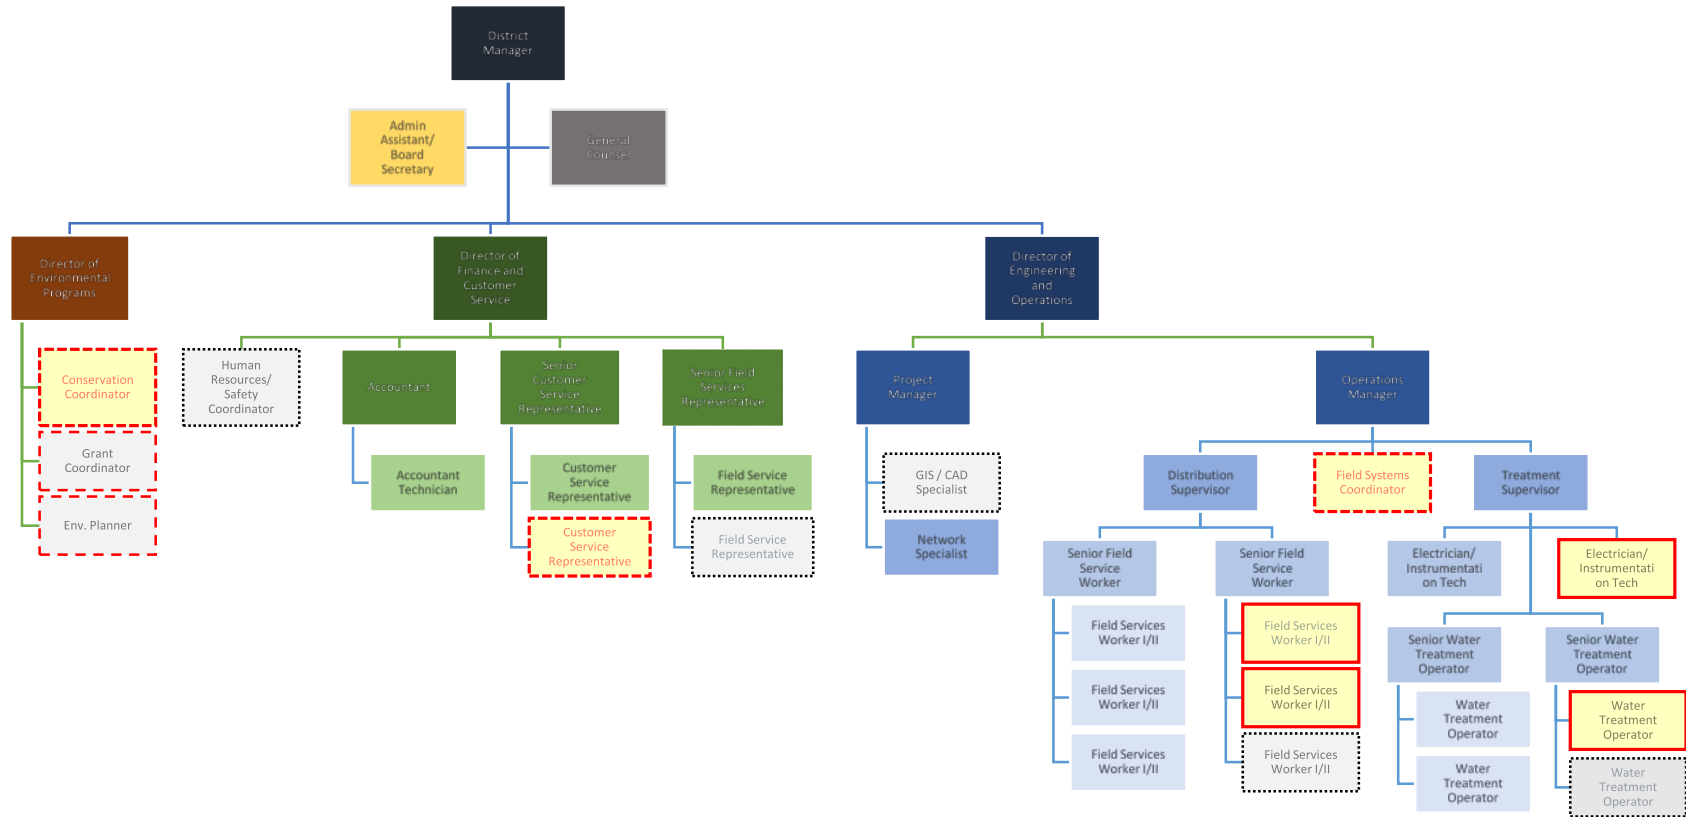 District
Manager
Admin
Assistant/
Board
Secretary
General
Counsel
Director of
Environmental
Programs
Director of
Finance and
Customer
Service
Director of
Engineering
and
Operations
Conservation
Coordinator
Grant
Coordinator
Env. Planner
Human
Resources/
Safety
Coordinator
Accountant
Senior
Customer
Service
Representative
Senior Field
Services
Representative
Accountant
Technician
Customer
Service
Representative
Customer
Service
Representative
Field Service
Representative
Field Service
Representative
Project
Manager
Operations
Manager
GIS / CAD
Specialist
Network
Specialist
Distribution
Supervisor
Field Systems
Coordinator
Treatment
Supervisor
Senior Field
Service
Worker
Senior Field
Service
Worker
Field Services
Worker I/II
Field Services
Worker I/II
Field Services
Worker I/II
Field Services
Worker I/II
Field Services
Worker I/II
Field Services
Worker I/II
Electrician/
Instrumentati
on Tech
Electrician/
Instrumentati
on Tech
Senior Water
Treatment
Operator
Senior Water
Treatment
Operator
Water
Treatment
Operator
Water
Treatment
Operator
Water
Treatment
Operator
Water
Treatment
Operator